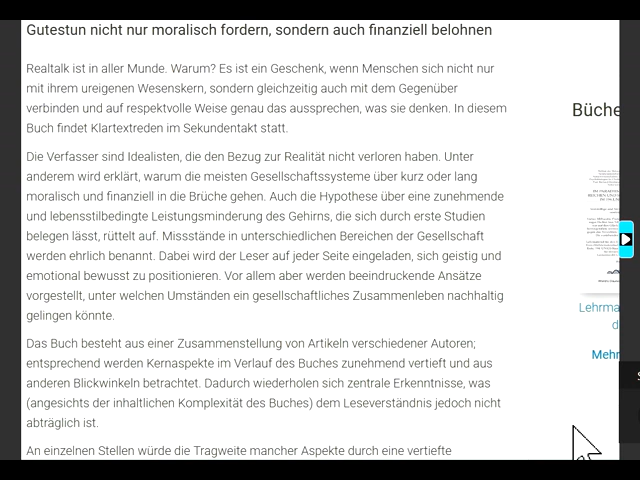 Gutestun nicht nur moralisch fordern, sondern auch finanziell belohnen
Realtalk ist in aller Munde. Warum? Es ist ein Geschenk, wenn Menschen sich nicht nur
mit ihrem ureigenen Wesenskern, sondern gleichzeitig auch mit dem Gegenüber
verbinden und auf respektvolle Weise genau das aussprechen, was sie denken. In diesem
Buch findet Klartextreden im Sekundentakt statt.
Die Verfasser sind Idealisten, die den Bezug zur Realität nicht verloren haben. Unter
anderem wird erklärt, warum die meisten Gesellschaftssysteme über kurz oder lang
moralisch und finanziell in die Brüche gehen. Auch die Hypothese über eine zunehmende
und lebensstilbedingte Leistungsminderung des Gehirns, die sich durch erste Studien
belegen lässt, rüttelt auf. Missstände in unterschiedlichen Bereichen der Gesellschaft
werden ehrlich benannt. Dabei wird der Leser auf jeder Seite eingeladen, sich geistig und
emotional bewusst zu positionieren. Vor allem aber werden beeindruckende Ansätze
vorgestellt, unter welchen Umständen ein gesellschaftliches Zusammenleben nachhaltig
gelingen könnte.
Das Buch besteht aus einer Zusammenstellung von Artikeln verschiedener Autoren;
entsprechend werden Kernaspekte im Verlauf des Buches zunehmend vertieft und aus
anderen Blickwinkeln betrachtet. Dadurch wiederholen sich zentrale Erkenntnisse, was
(angesichts der inhaltlichen Komplexität des Buches) dem Leseverständnis jedoch nicht
abträglich ist.
An einzelnen Stellen würde die Tragweite mancher Aspekte durch eine vertiefte
Büche
Lehrma
d
Mehr